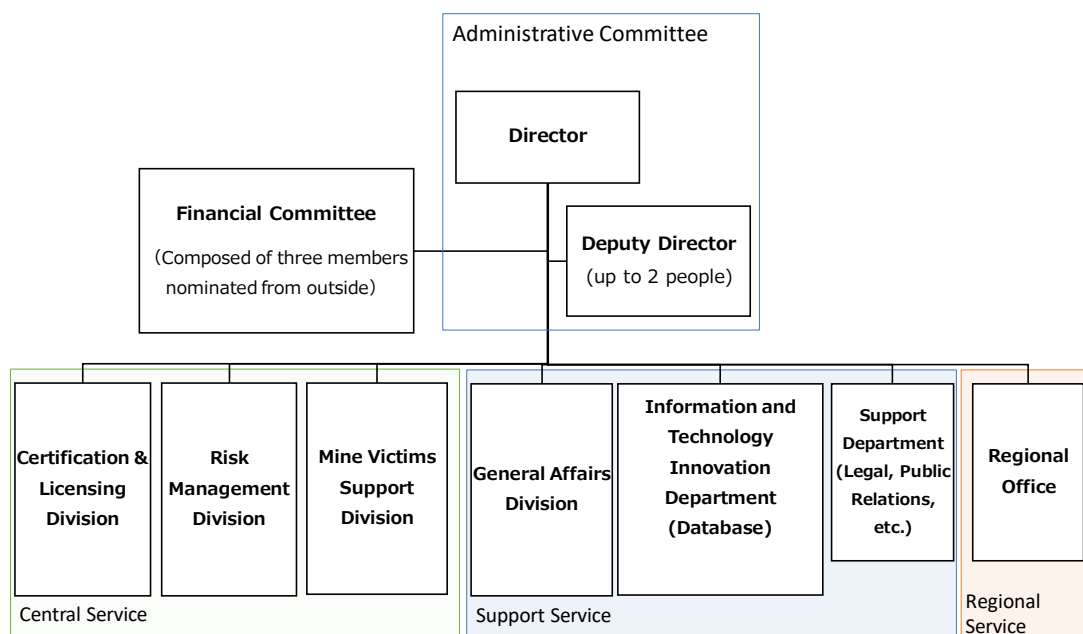 Administrative Committee
Director
Financial Committee
(Composed of three members
nominated from outside)
Deputy Director
(up to 2 people)
Certification &
Licensing
Division
Risk
Management
Division
Mine Victims
Support
Division
General Affairs
Division
Information and
Technology
Innovation
Department
(Database)
Support
Department
(Legal, Public
Relations,
etc.)
Regional
Office
Central Service
Support Service
Regional
Service